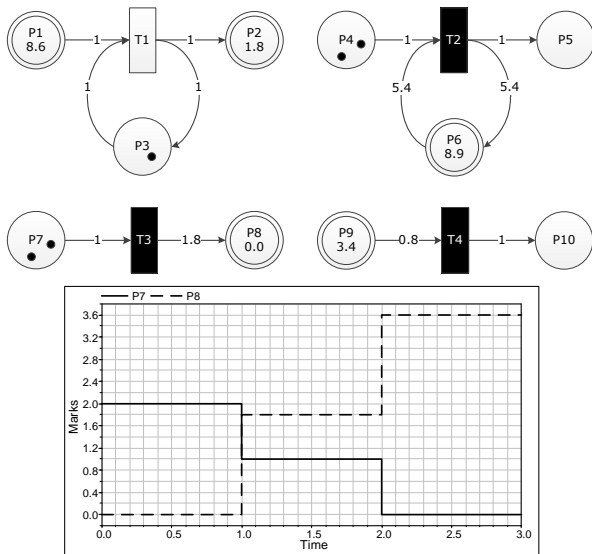 P1 8.6 1 T1 1 P2 1.8
1 P3 1
P4 1 T2 1 P5
5.4 P6 8.9 5.4
P7 1 T3 1.8 P8 0.0
P9 3.4 0.8 T4 1 P10
P7 P8
Marks
3.6
3.2
2.8
2.4
2.0
1.6
1.2
0.8
0.4
0.0
0.0 0.5 1.0 1.5 2.0 2.5 3.0
Time